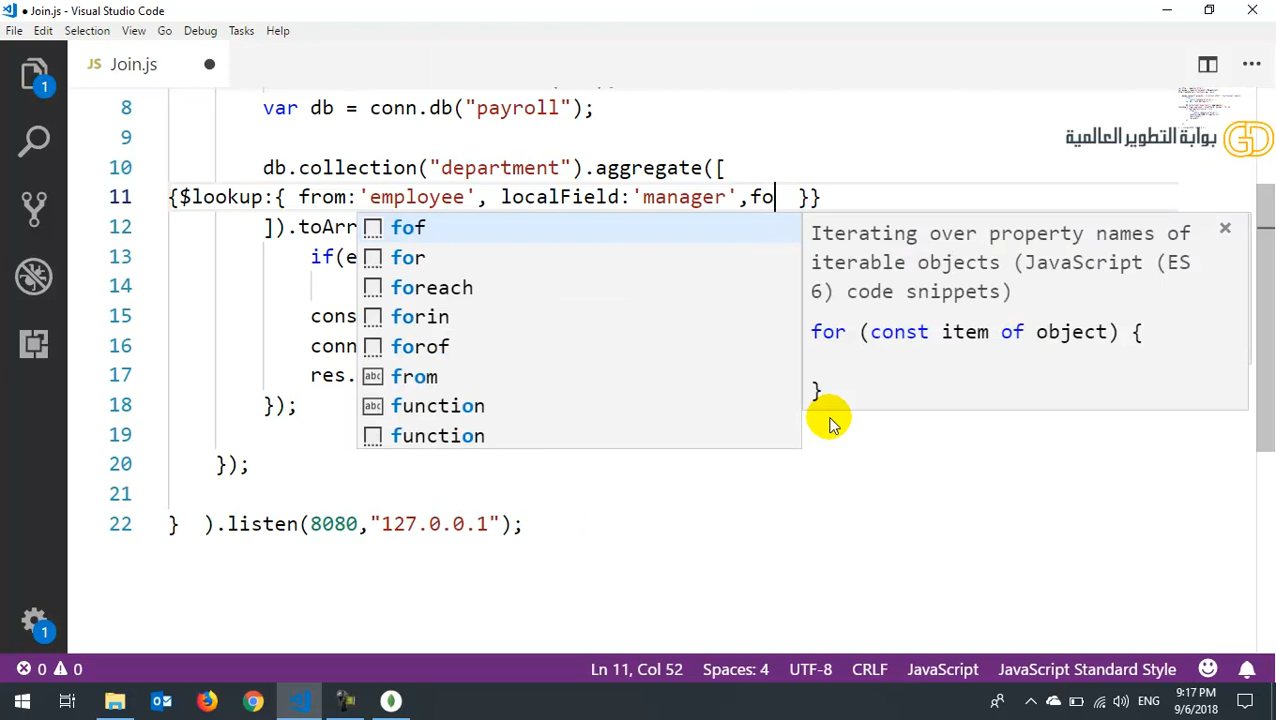 ● Join.js - Visual Studio Code
File Edit Selection View Go Debug Tasks Help
JS Join.js ●
8 var db = conn.db("payroll");
بوابة التطوير العالمية GD
9
10 db.collection("department").aggregate([
11 {$lookup:{ from:'employee', localField:'manager',fo }}
12 ]).toArr
13 if(e
14
15 cons
16 conn
17 res.
18 });
19
20 });
21
22 } ).listen(8080,"127.0.0.1");
fof
for
foreach
forin
forof
abc from
abc function
function
Iterating over property names of
iterable objects (JavaScript (ES
6) code snippets)
for (const item of object) {
}
1
1
0 0 Ln 11, Col 52 Spaces: 4 UTF-8 CRLF JavaScript JavaScript Standard Style
ENG 9:17 PM
9/6/2018